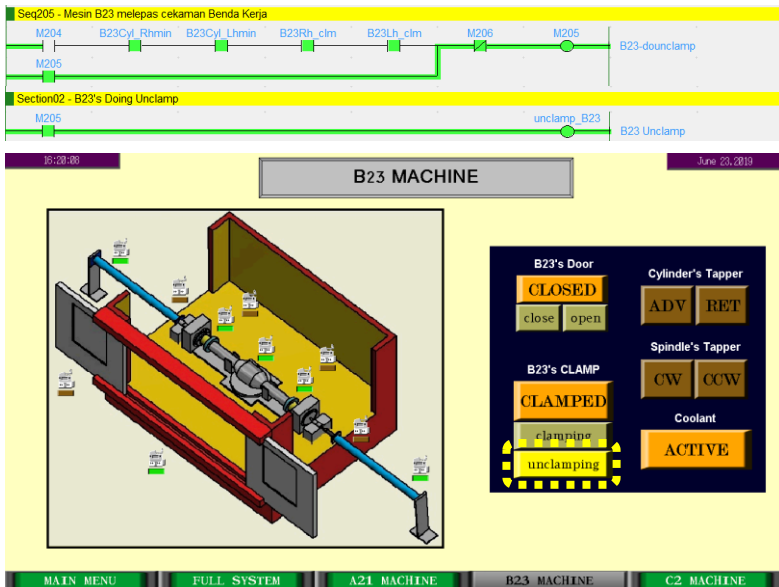 Seq205 - Mesin B23 melepas cekaman Benda Kerja
M204 B23Cyl_Rhmin B23Cyl_Lhmin B23Rh_clm B23Lh_clm M206 M205
B23-dounclamp
M205
Section02 - B23's Doing Unclamp
M205 unclamp_B23
B23 Unclamp
16:20:08
June 23,2019
B23 MACHINE
B23's Door
CLOSED
close open
Cylinder's Tapper
ADV RET
Spindle's Tapper
CW CCW
B23's CLAMP
CLAMPED
clamping
unclamping
Coolant
ACTIVE
MAIN MENU FULL SYSTEM A21 MACHINE B23 MACHINE C2 MACHINE